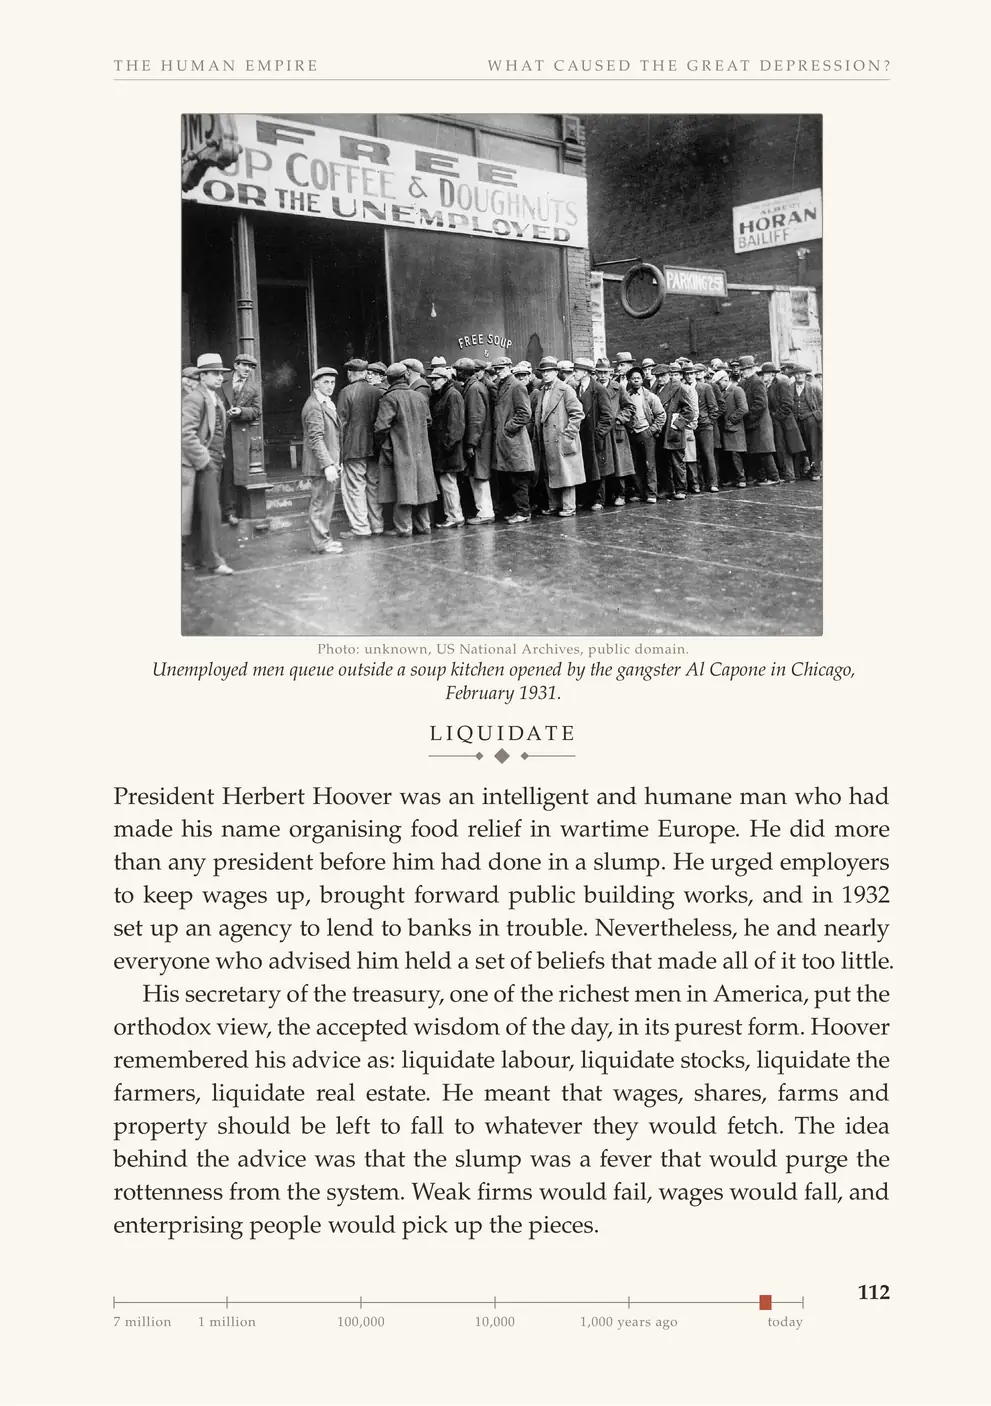 THE HUMAN EMPIRE
WHAT CAUSED THE GREAT DEPRESSION?
FREE
UP COFFEE & DOUGHNUTS
OR THE UNEMPLOYED
HORAN
BAILIFF
PARKING 25¢
FREE SOUP
&
Photo: unknown, US National Archives, public domain.
Unemployed men queue outside a soup kitchen opened by the gangster Al Capone in Chicago,
February 1931.
LIQUIDATE
President Herbert Hoover was an intelligent and humane man who had
made his name organising food relief in wartime Europe. He did more
than any president before him had done in a slump. He urged employers
to keep wages up, brought forward public building works, and in 1932
set up an agency to lend to banks in trouble. Nevertheless, he and nearly
everyone who advised him held a set of beliefs that made all of it too little.
His secretary of the treasury, one of the richest men in America, put the
orthodox view, the accepted wisdom of the day, in its purest form. Hoover
remembered his advice as: liquidate labour, liquidate stocks, liquidate the
farmers, liquidate real estate. He meant that wages, shares, farms and
property should be left to fall to whatever they would fetch. The idea
behind the advice was that the slump was a fever that would purge the
rottenness from the system. Weak firms would fail, wages would fall, and
enterprising people would pick up the pieces.
112
7 million
1 million
100,000
10,000
1,000 years ago
today